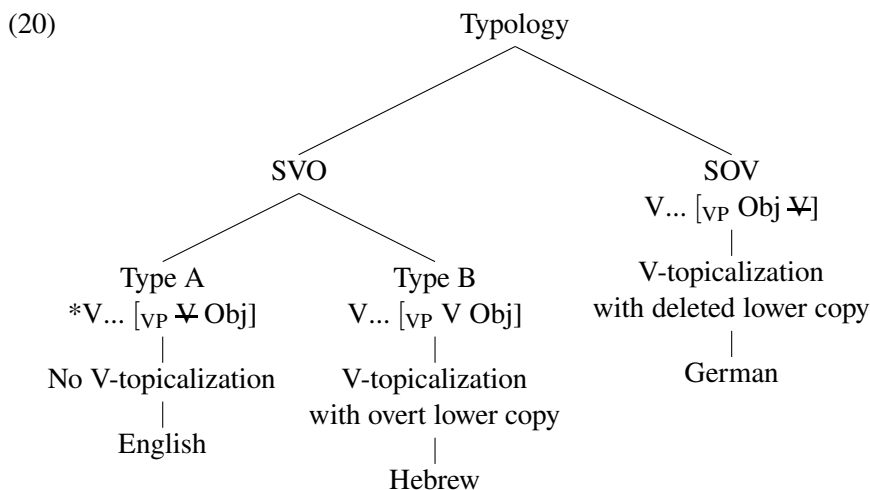 (20) Typology
SVO SOV
V... [VP Obj V̶]
Type A Type B V-topicalization
*V... [VP V̶ Obj] V... [VP V Obj] with deleted lower copy
No V-topicalization V-topicalization German
with overt lower copy
English
Hebrew